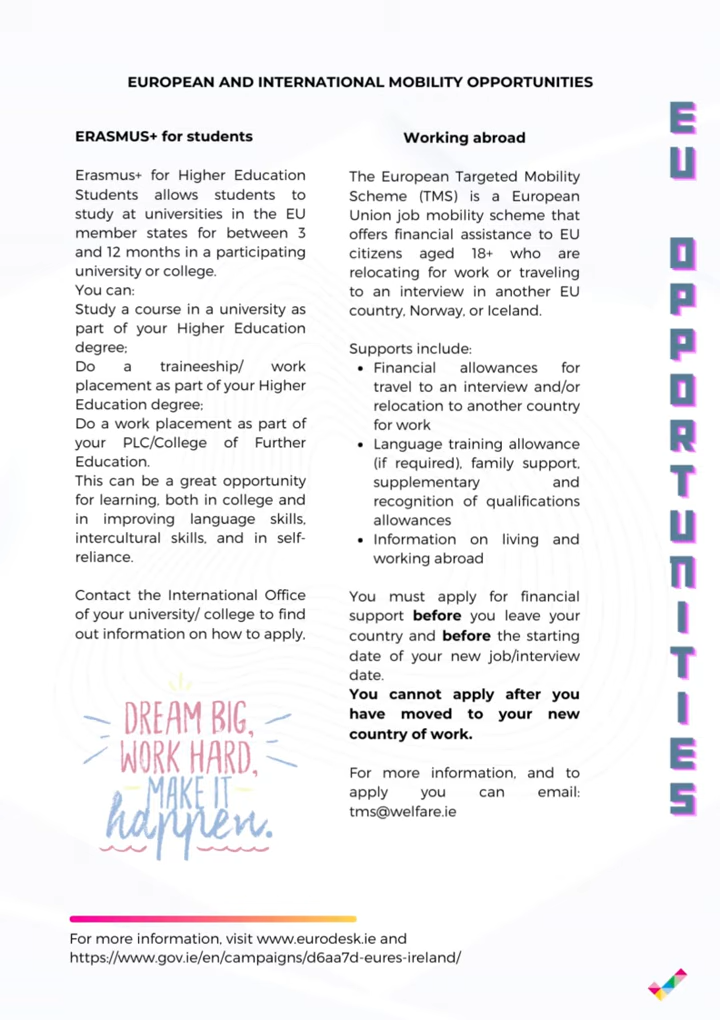 EUROPEAN AND INTERNATIONAL MOBILITY OPPORTUNITIES
ERASMUS+ for students
Erasmus+ for Higher Education
Students allows students to
study at universities in the EU
member states for between 3
and 12 months in a participating
university or college.
You can:
Study a course in a university as
part of your Higher Education
degree;
Do a traineeship/ work
placement as part of your Higher
Education degree;
Do a work placement as part of
your PLC/College of Further
Education.
This can be a great opportunity
for learning, both in college and
in improving language skills,
intercultural skills, and in self-
reliance.
Contact the International Office
of your university/ college to find
out information on how to apply,
DREAM BIG,
WORK HARD,
MAKE IT
happen.
Working abroad
The European Targeted Mobility
Scheme (TMS) is a European
Union job mobility scheme that
offers financial assistance to EU
citizens aged 18+ who are
relocating for work or traveling
to an interview in another EU
country, Norway, or Iceland.
Supports include:
• Financial allowances for
travel to an interview and/or
relocation to another country
for work
• Language training allowance
(if required), family support,
supplementary and
recognition of qualifications
allowances
• Information on living and
working abroad
You must apply for financial
support before you leave your
country and before the starting
date of your new job/interview
date.
You cannot apply after you
have moved to your new
country of work.
For more information, and to
apply you can email:
tms@welfare.ie
EU OPPORTUNITIES
For more information, visit www.eurodesk.ie and
https://www.gov.ie/en/campaigns/d6aa7d-eures-ireland/